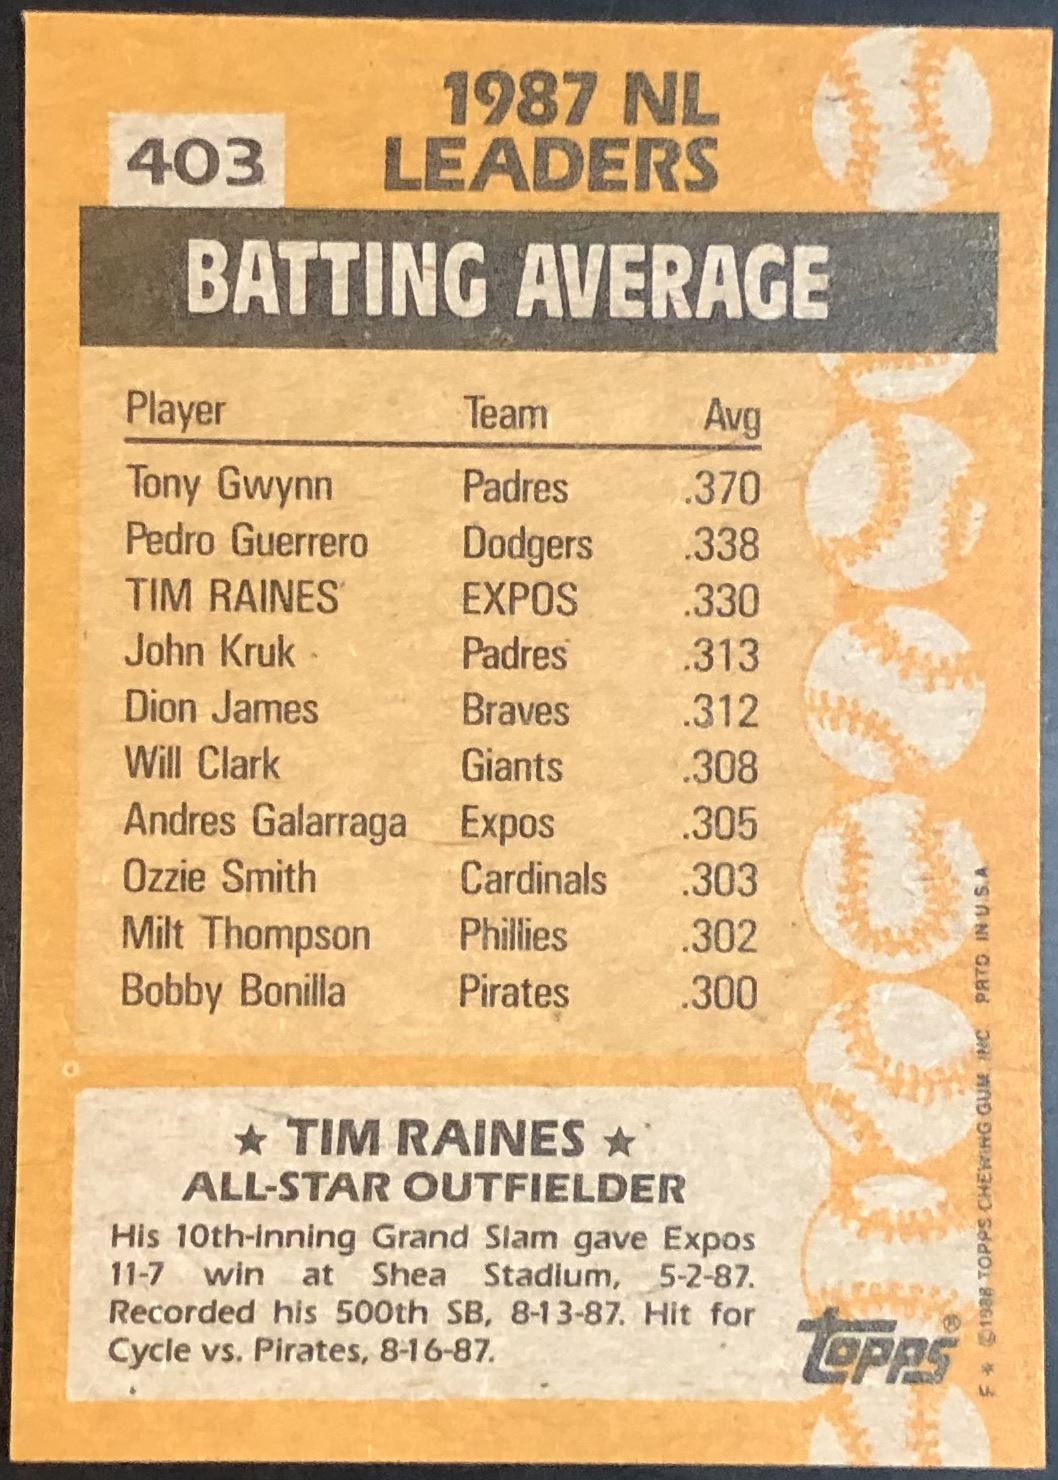 403
1987 NL
LEADERS
BATTING AVERAGE
Player Team Avg
Tony Gwynn Padres .370
Pedro Guerrero Dodgers .338
TIM RAINES EXPOS .330
John Kruk Padres .313
Dion James Braves .312
Will Clark Giants .308
Andres Galarraga Expos .305
Ozzie Smith Cardinals .303
Milt Thompson Phillies .302
Bobby Bonilla Pirates .300
★ TIM RAINES ★
ALL-STAR OUTFIELDER
His 10th-Inning Grand Slam gave Expos
11-7 win at Shea Stadium, 5-2-87.
Recorded his 500th SB, 8-13-87. Hit for
Cycle vs. Pirates, 8-16-87.
TOPPS®
F * ©1988 TOPPS CHEWING GUM, INC PRTD IN U.S.A